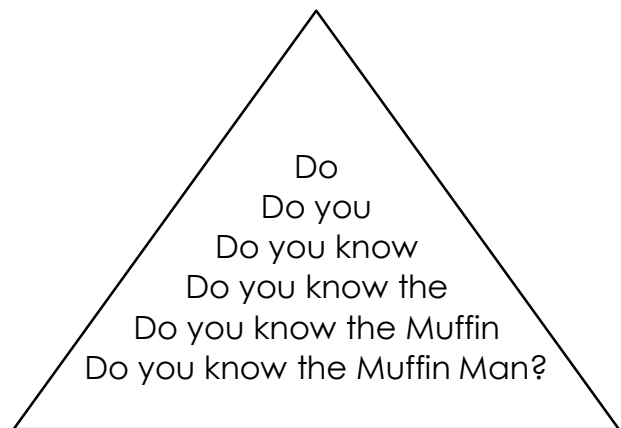 Do
Do you
Do you know
Do you know the
Do you know the Muffin
Do you know the Muffin Man?